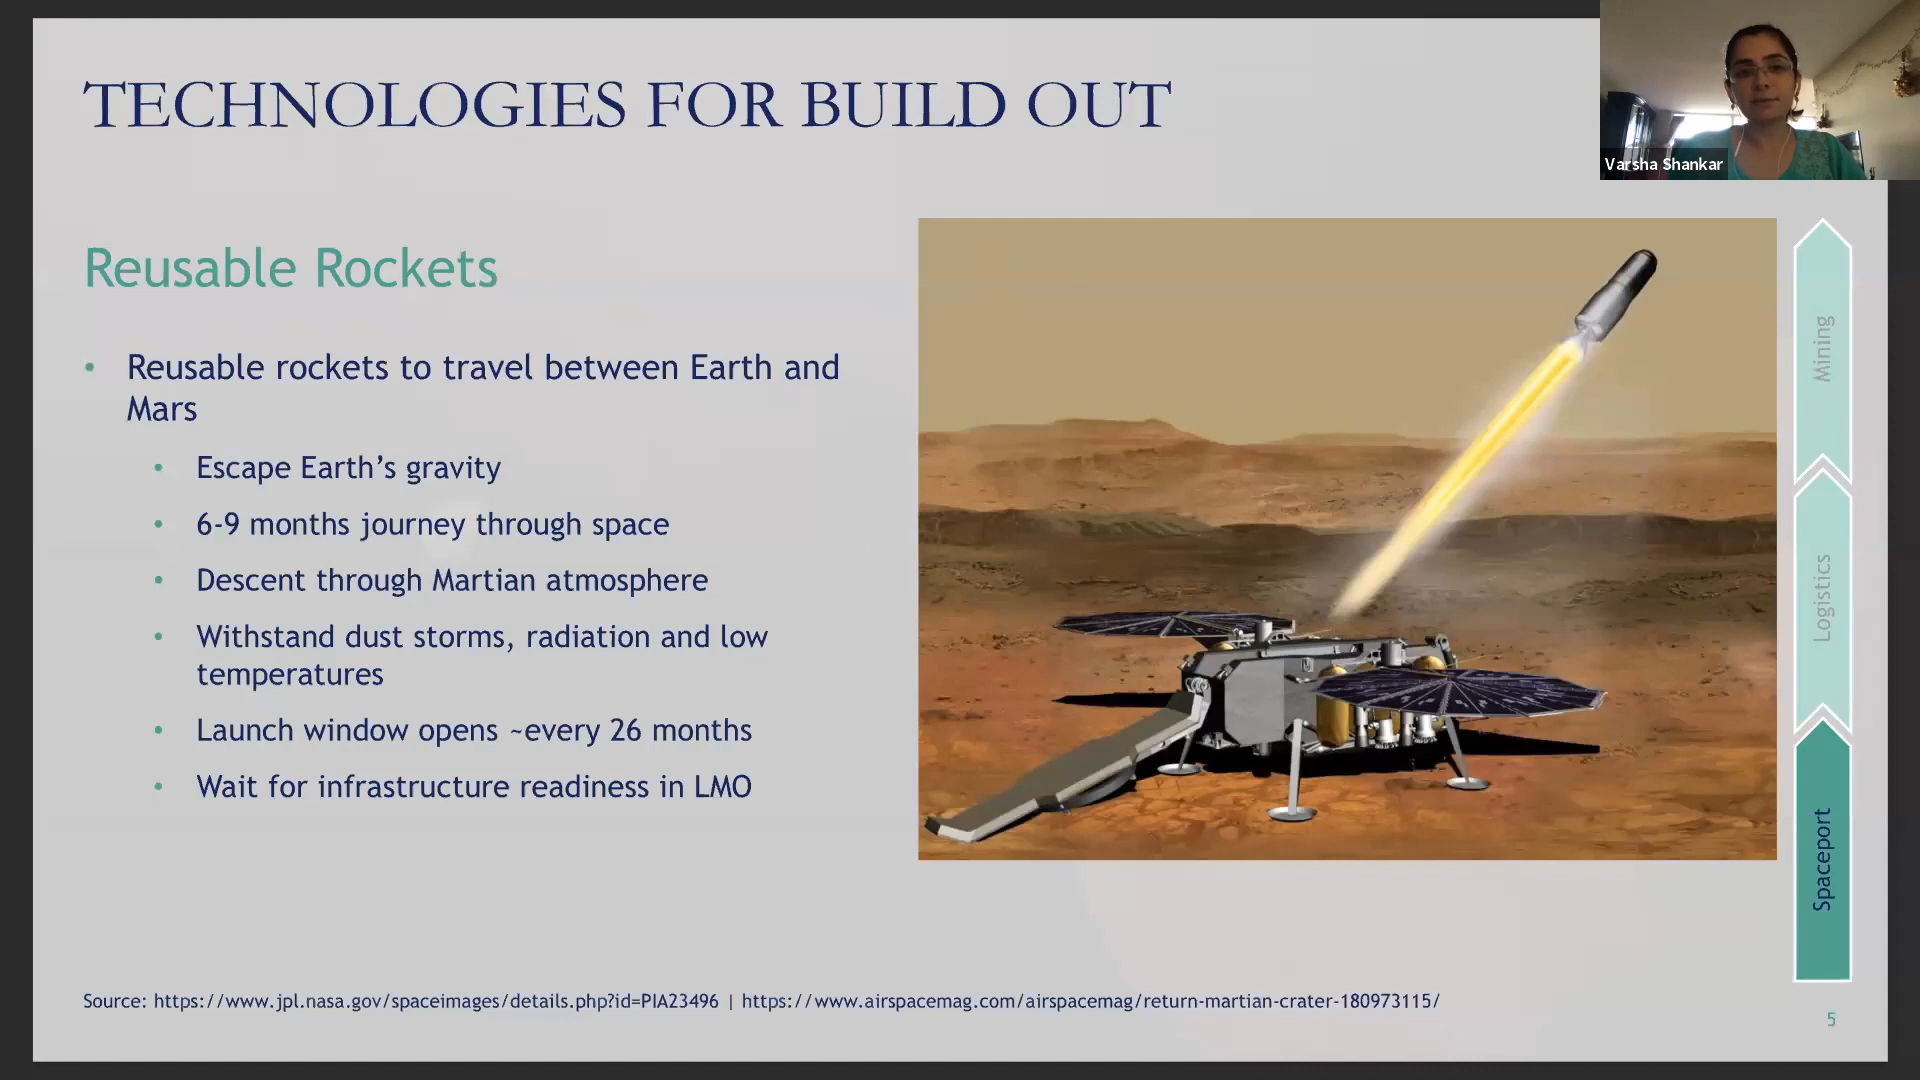 TECHNOLOGIES FOR BUILD OUT
Varsha Shankar
Reusable Rockets
• Reusable rockets to travel between Earth and
Mars
• Escape Earth’s gravity
• 6-9 months journey through space
• Descent through Martian atmosphere
• Withstand dust storms, radiation and low
temperatures
• Launch window opens ~every 26 months
• Wait for infrastructure readiness in LMO
Mining
Logistics
Spaceport
Source: https://www.jpl.nasa.gov/spaceimages/details.php?id=PIA23496 | https://www.airspacemag.com/airspacemag/return-martian-crater-180973115/
5